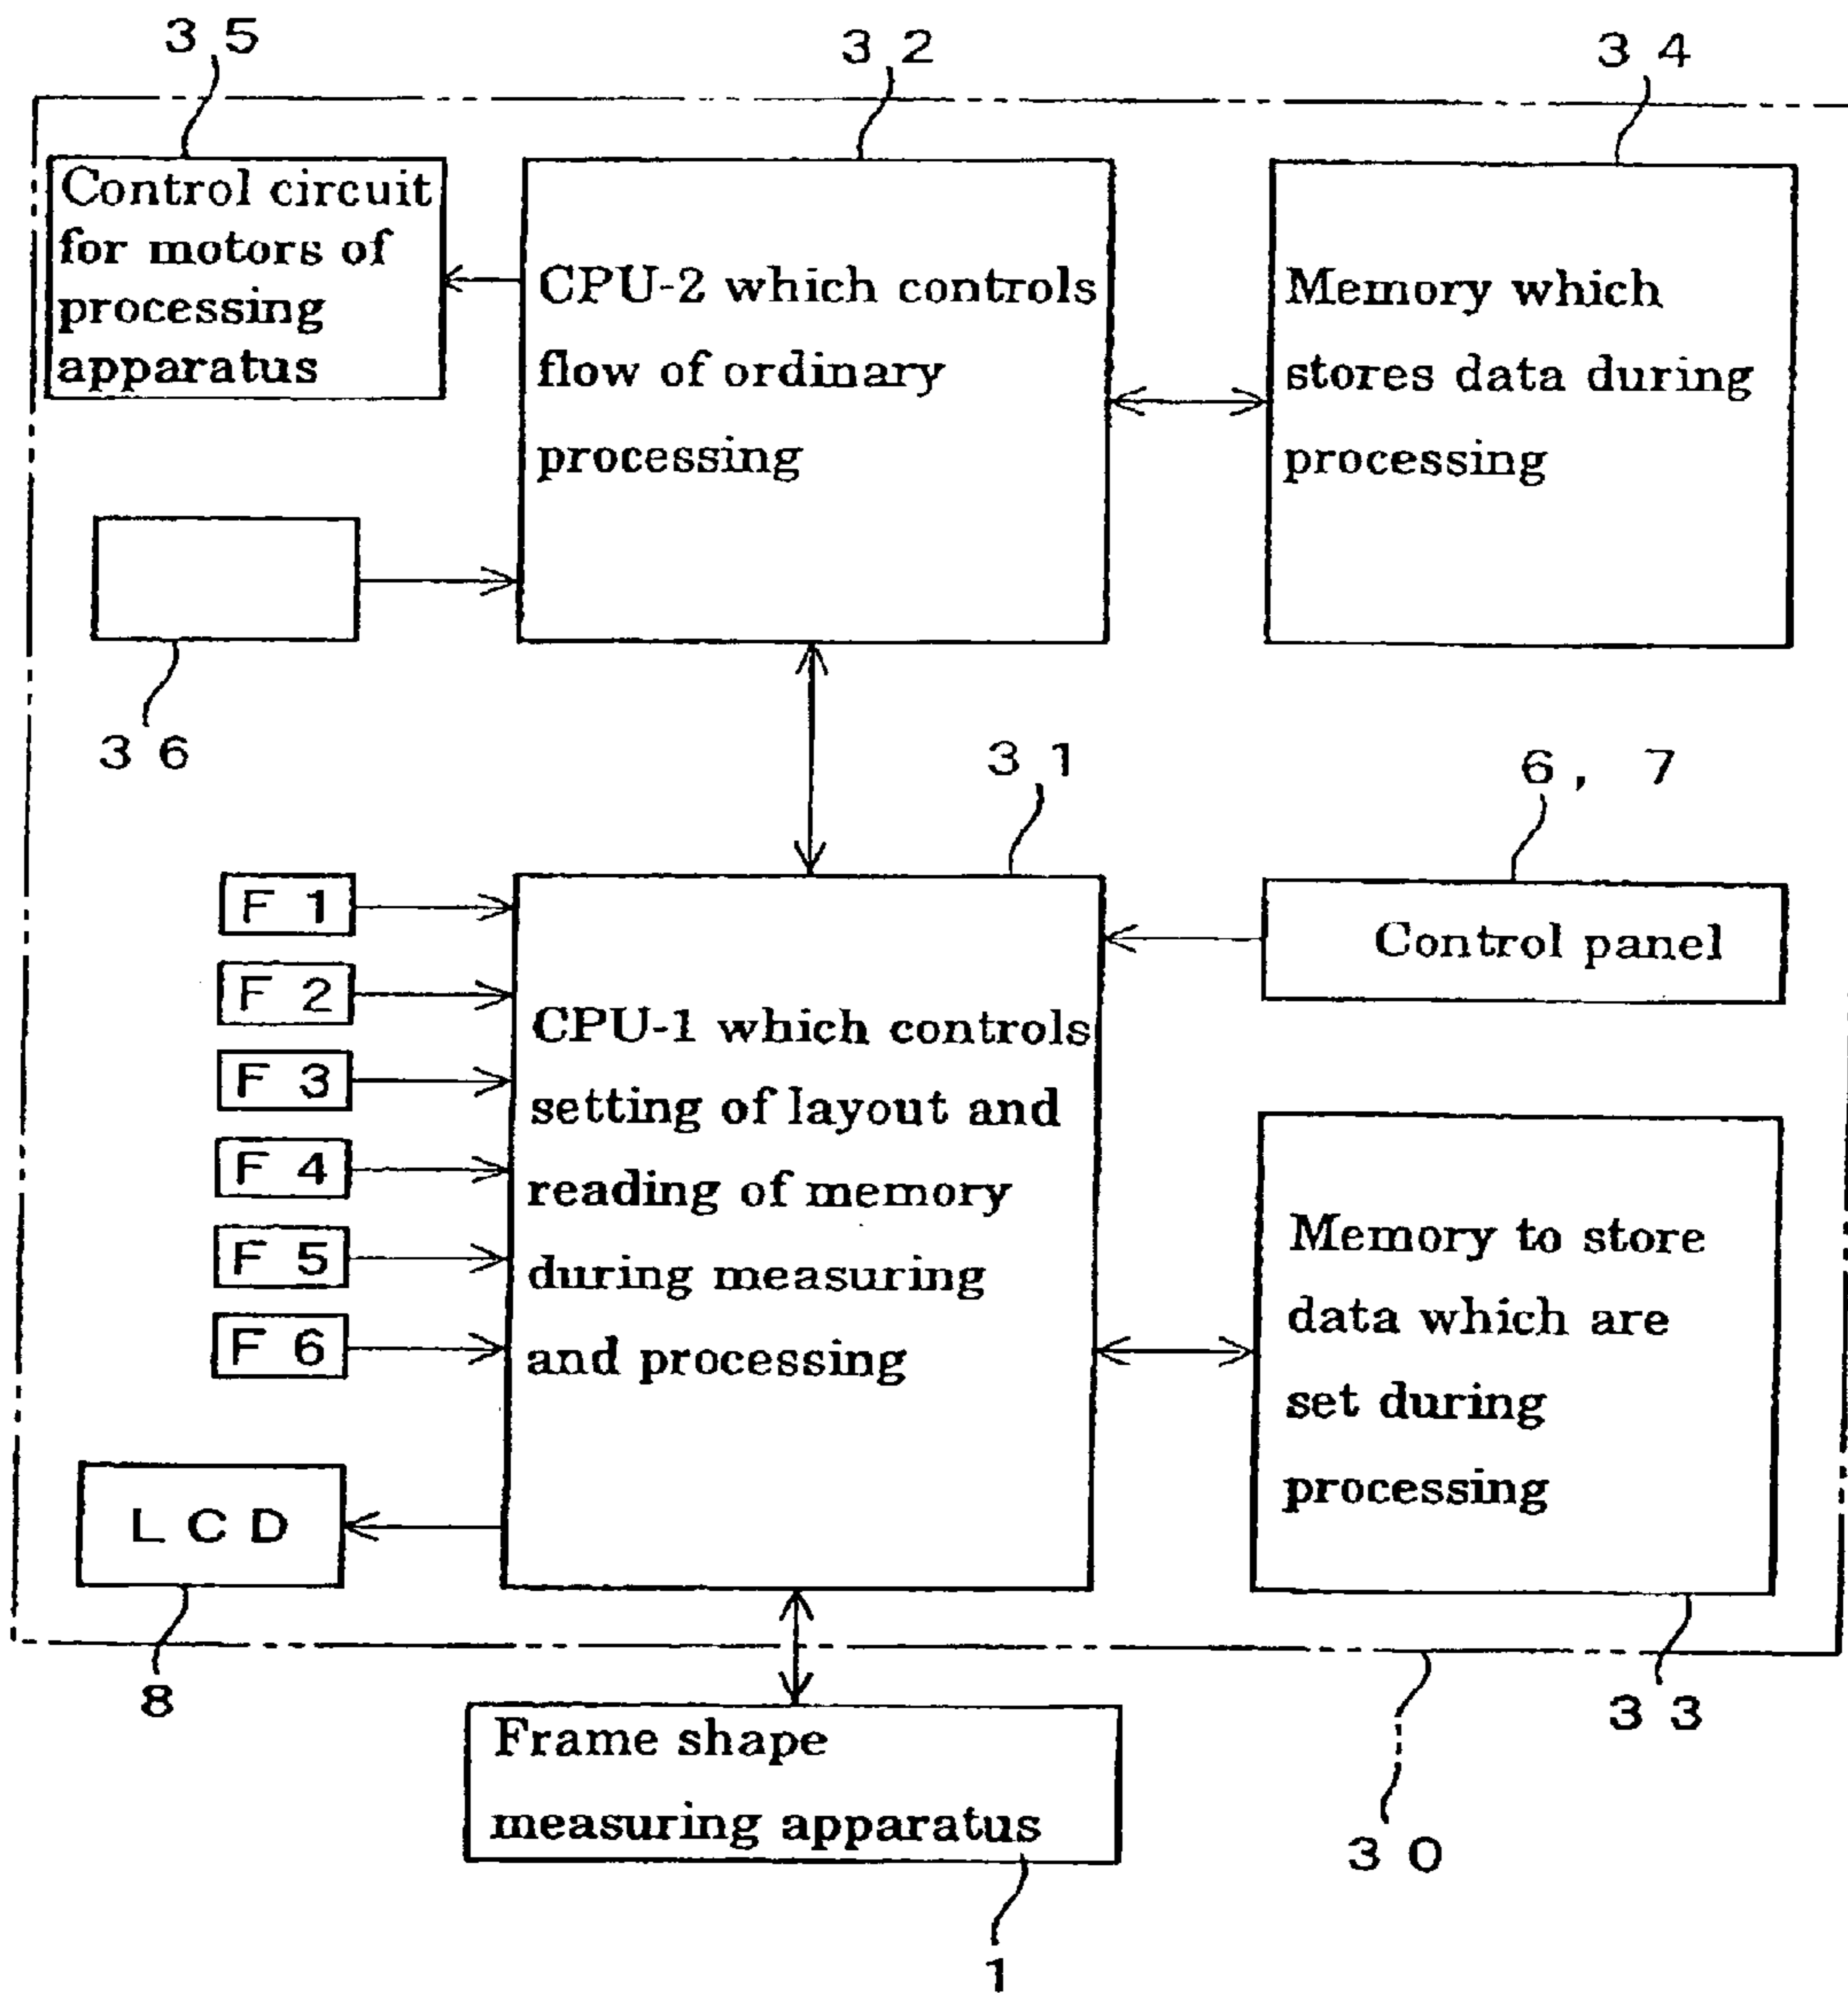 35
32
34
Control circuit
for motors of
processing
apparatus
CPU-2 which controls
flow of ordinary
processing
Memory which
stores data during
processing
36
31
6, 7
F 1
F 2
F 3
F 4
F 5
F 6
CPU-1 which controls
setting of layout and
reading of memory
during measuring
and processing
Control panel
Memory to store
data which are
set during
processing
LCD
8
33
30
Frame shape
measuring apparatus
1